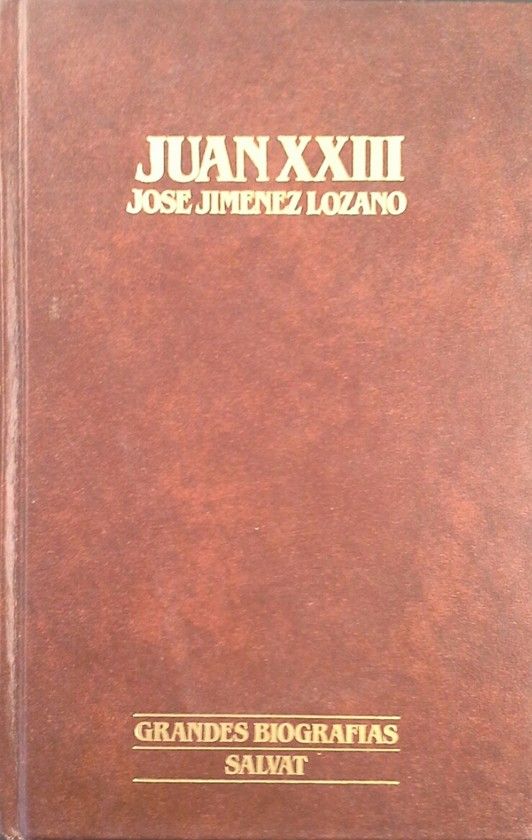 JUAN XXIII
JOSE JIMENEZ LOZANO
GRANDES BIOGRAFIAS
SALVAT